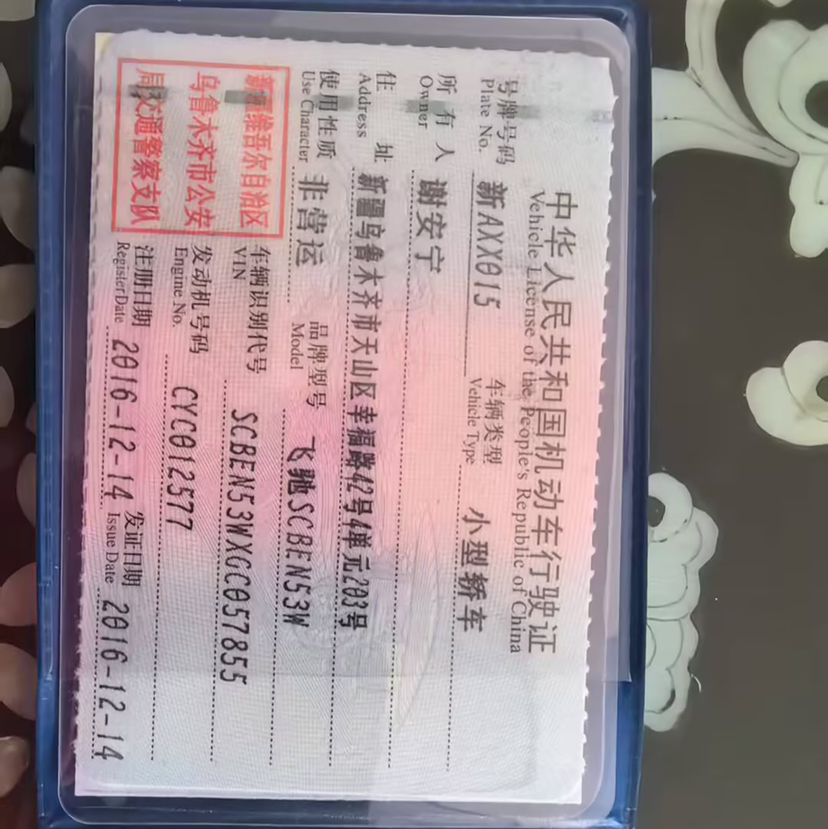 中华人民共和国机动车行驶证
Vehicle License of the People's Republic of China
号牌号码 新AXX015 车辆类型 小型轿车
Plate No. Vehicle Type
所有人 谢安宁
Owner
住址 新疆乌鲁木齐市天山区幸福路42号4单元203号
Address
使用性质 非营运 品牌型号 飞驰SCBEN53W
Use Character Model
新疆维吾尔自治区
乌鲁木齐市公安
局交通警察支队
车辆识别代号 SCBEN53WXGC057855
VIN
发动机号码 CYC012577
Engine No.
注册日期 2016-12-14 发证日期 2016-12-14
Register Date Issue Date